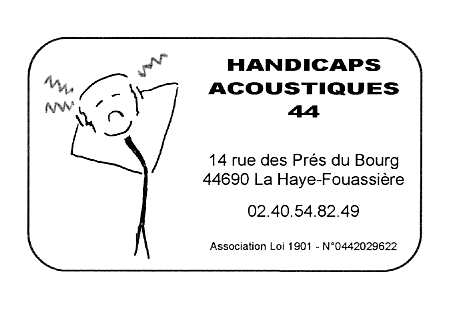 HANDICAPS
ACOUSTIQUES
44
14 rue des Prés du Bourg
44690 La Haye-Fouassière
02.40.54.82.49
Association Loi 1901 - N°0442029622